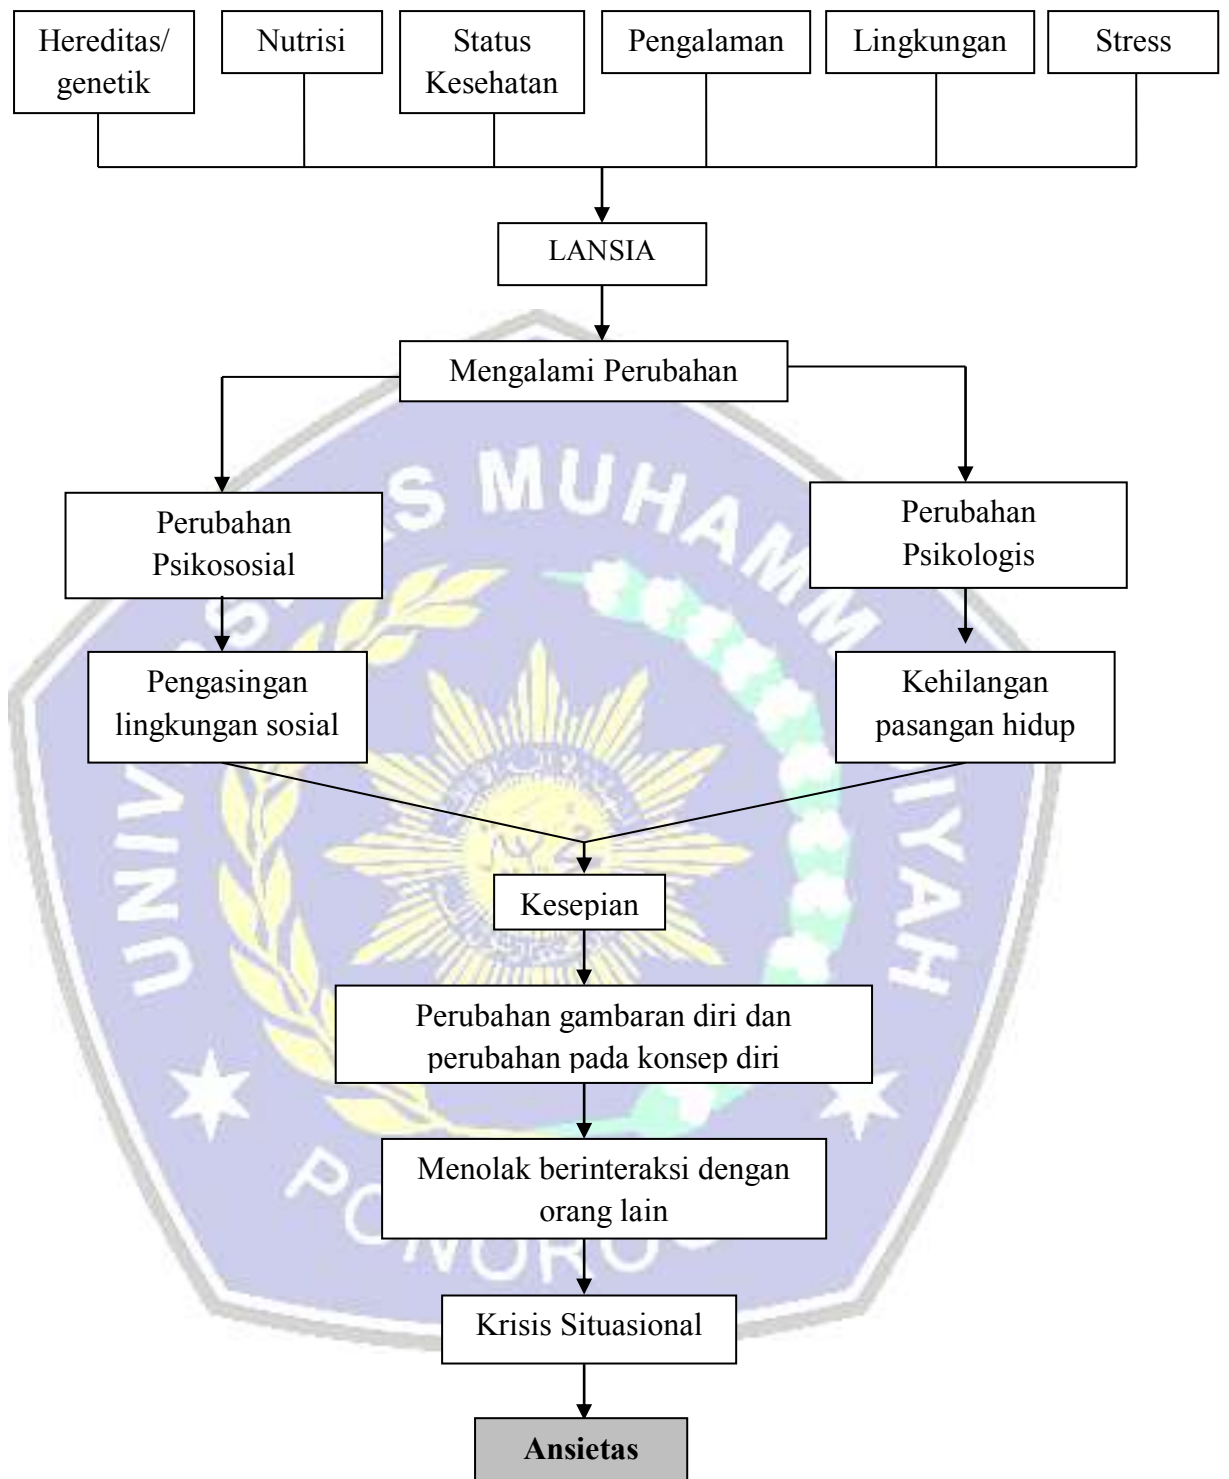 Hereditas/
genetik
Nutrisi
Status
Kesehatan
Pengalaman
Lingkungan
Stress
LANSIA
Mengalami Perubahan
Perubahan
Psikososial
Perubahan
Psikologis
Pengasingan
lingkungan sosial
Kehilangan
pasangan hidup
Kesepian
Perubahan gambaran diri dan
perubahan pada konsep diri
Menolak berinteraksi dengan
orang lain
Krisis Situasional
Ansietas